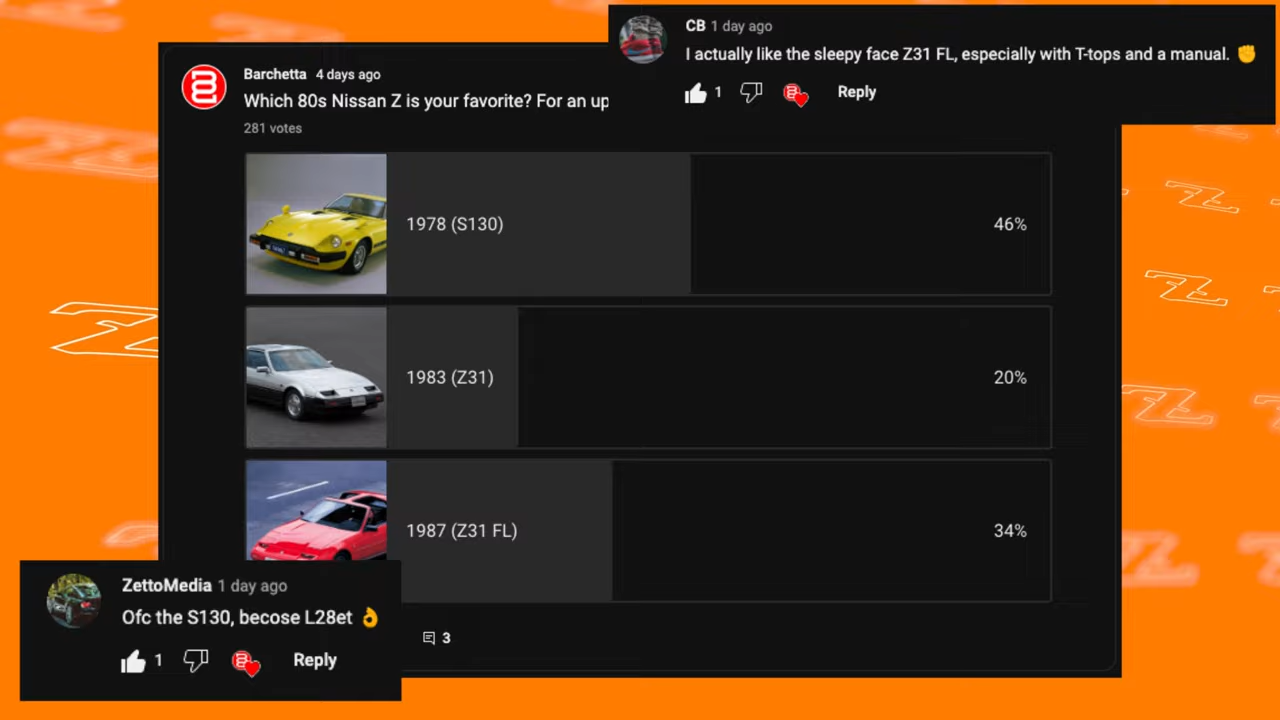 CB 1 day ago
I actually like the sleepy face Z31 FL, especially with T-tops and a manual. ✊
1 Reply
Barchetta 4 days ago
Which 80s Nissan Z is your favorite? For an up
281 votes
1978 (S130) 46%
1983 (Z31) 20%
1987 (Z31 FL) 34%
ZettoMedia 1 day ago
Ofc the S130, becose L28et 👌
1 Reply
3